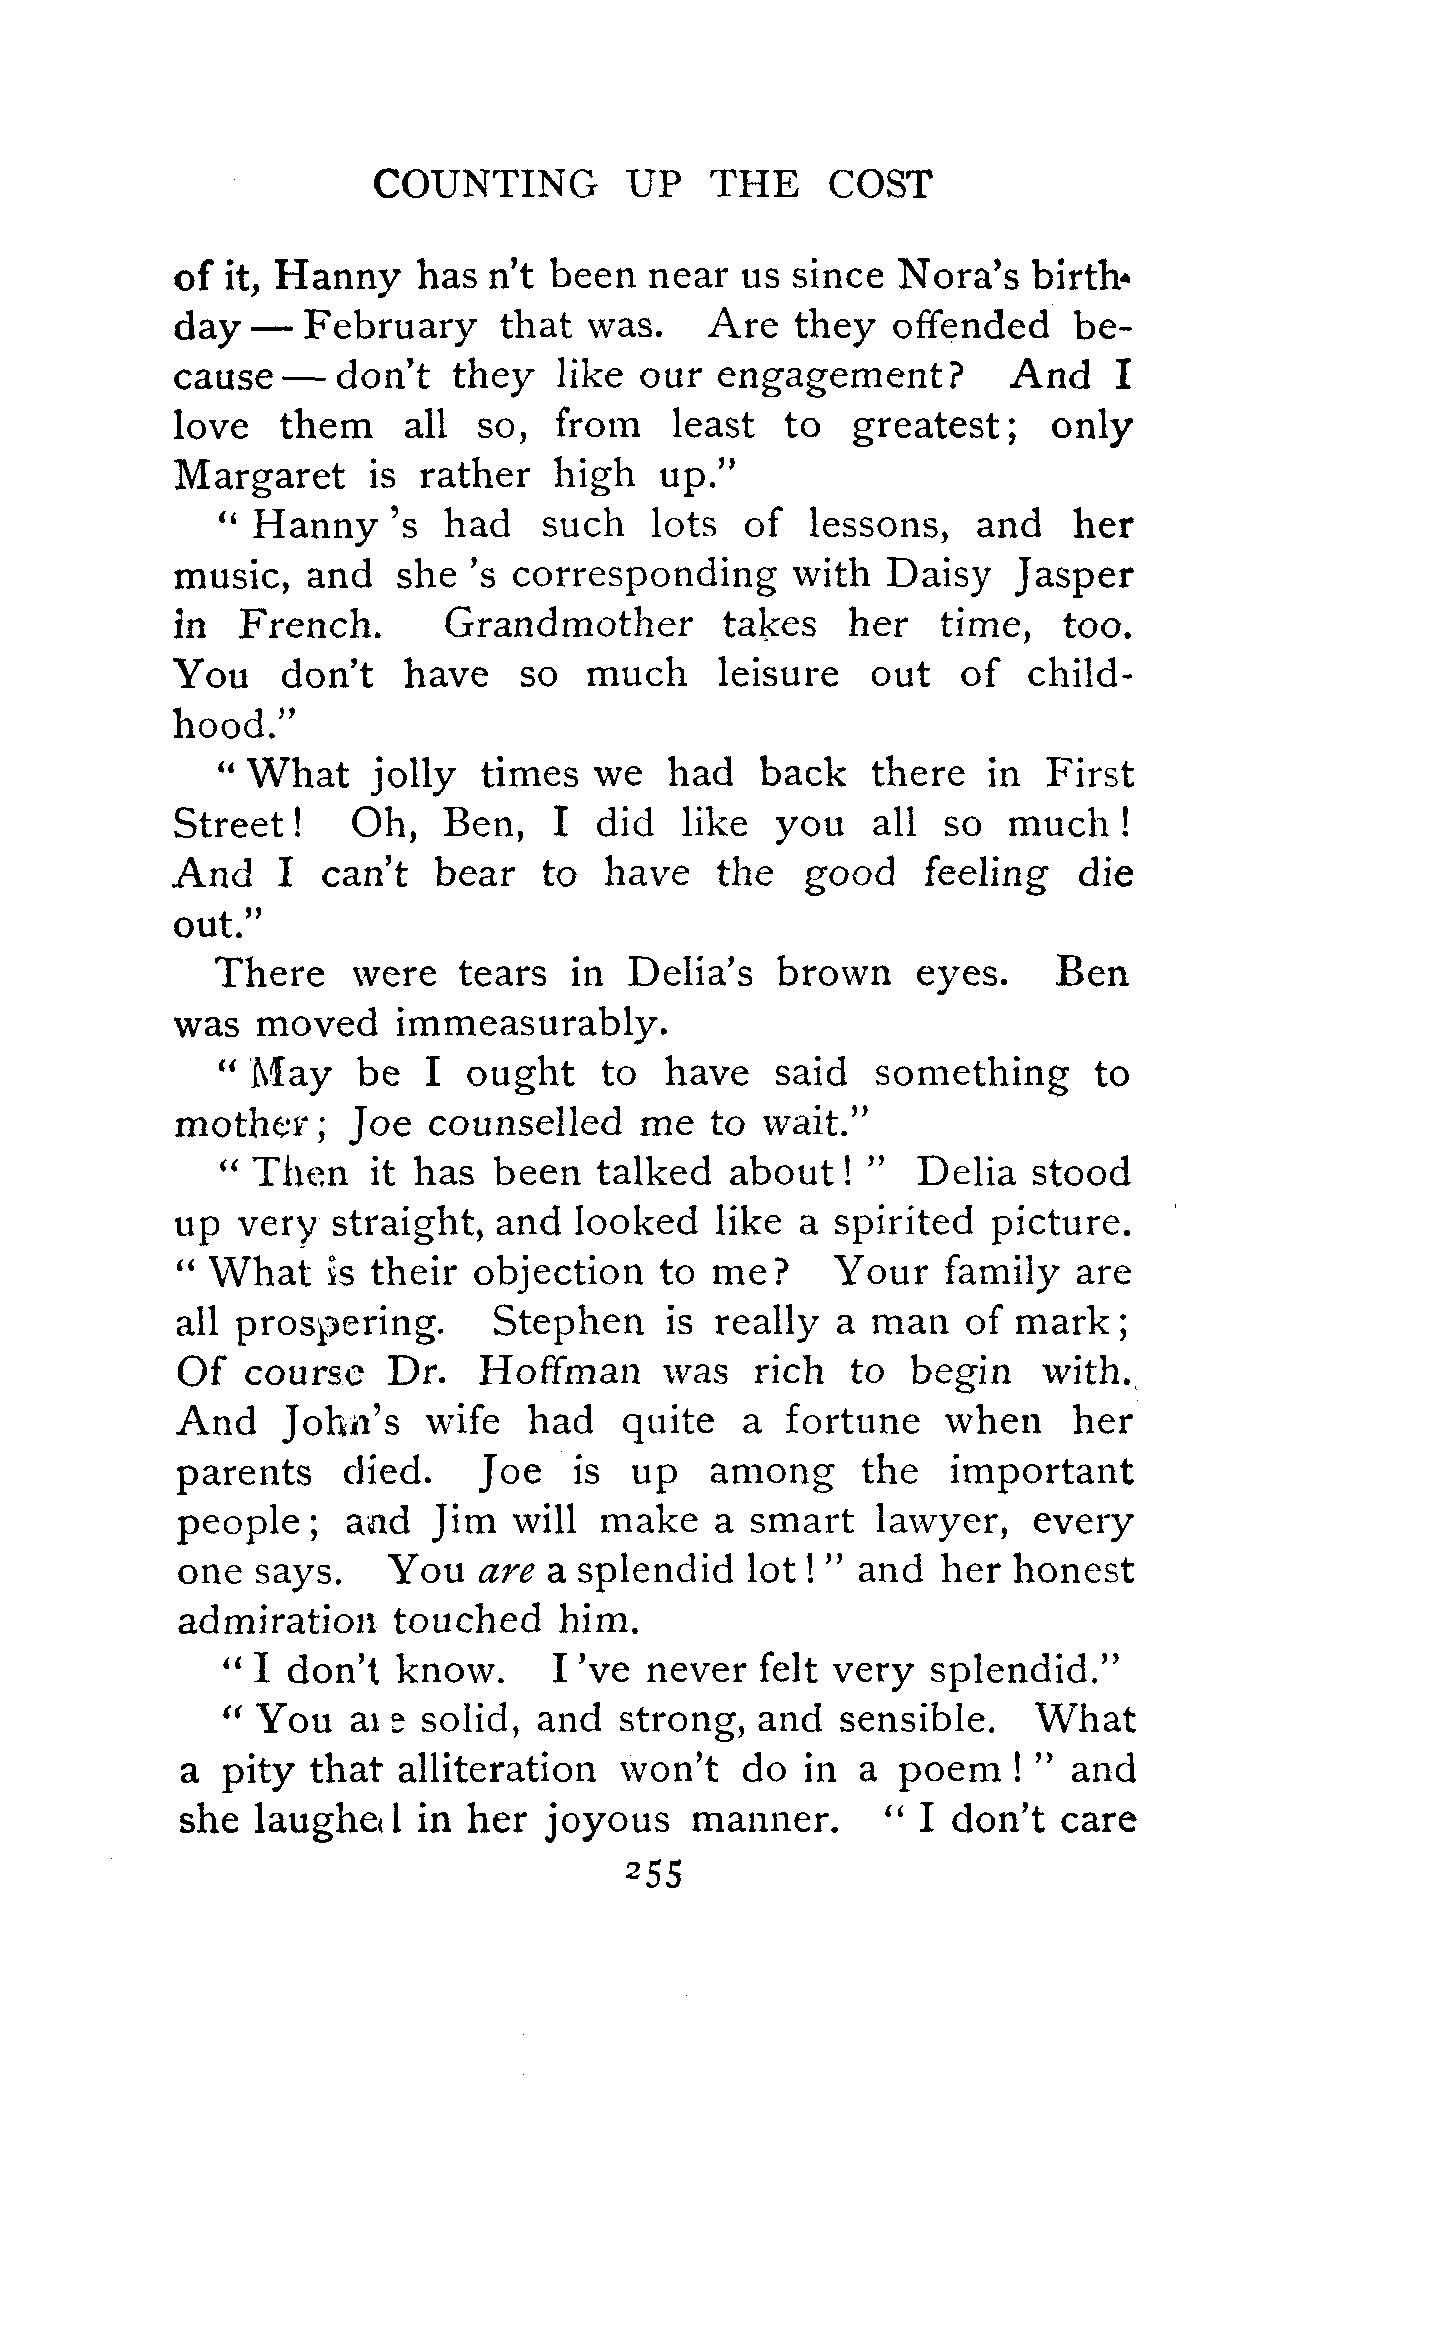 COUNTING UP THE COST
of it, Hanny has n't been near us since Nora's birth-
day — February that was. Are they offended be-
cause — don't they like our engagement? And I
love them all so, from least to greatest; only
Margaret is rather high up."
" Hanny 's had such lots of lessons, and her
music, and she 's corresponding with Daisy Jasper
in French. Grandmother takes her time, too.
You don't have so much leisure out of child-
hood."
" What jolly times we had back there in First
Street! Oh, Ben, I did like you all so much!
And I can't bear to have the good feeling die
out."
There were tears in Delia's brown eyes. Ben
was moved immeasurably.
" May be I ought to have said something to
mother; Joe counselled me to wait."
" Then it has been talked about! " Delia stood
up very straight, and looked like a spirited picture.
" What is their objection to me? Your family are
all prospering. Stephen is really a man of mark;
Of course Dr. Hoffman was rich to begin with.
And John's wife had quite a fortune when her
parents died. Joe is up among the important
people; and Jim will make a smart lawyer, every
one says. You are a splendid lot! " and her honest
admiration touched him.
" I don't know. I 've never felt very splendid."
" You are solid, and strong, and sensible. What
a pity that alliteration won't do in a poem! " and
she laughed in her joyous manner. " I don't care
255